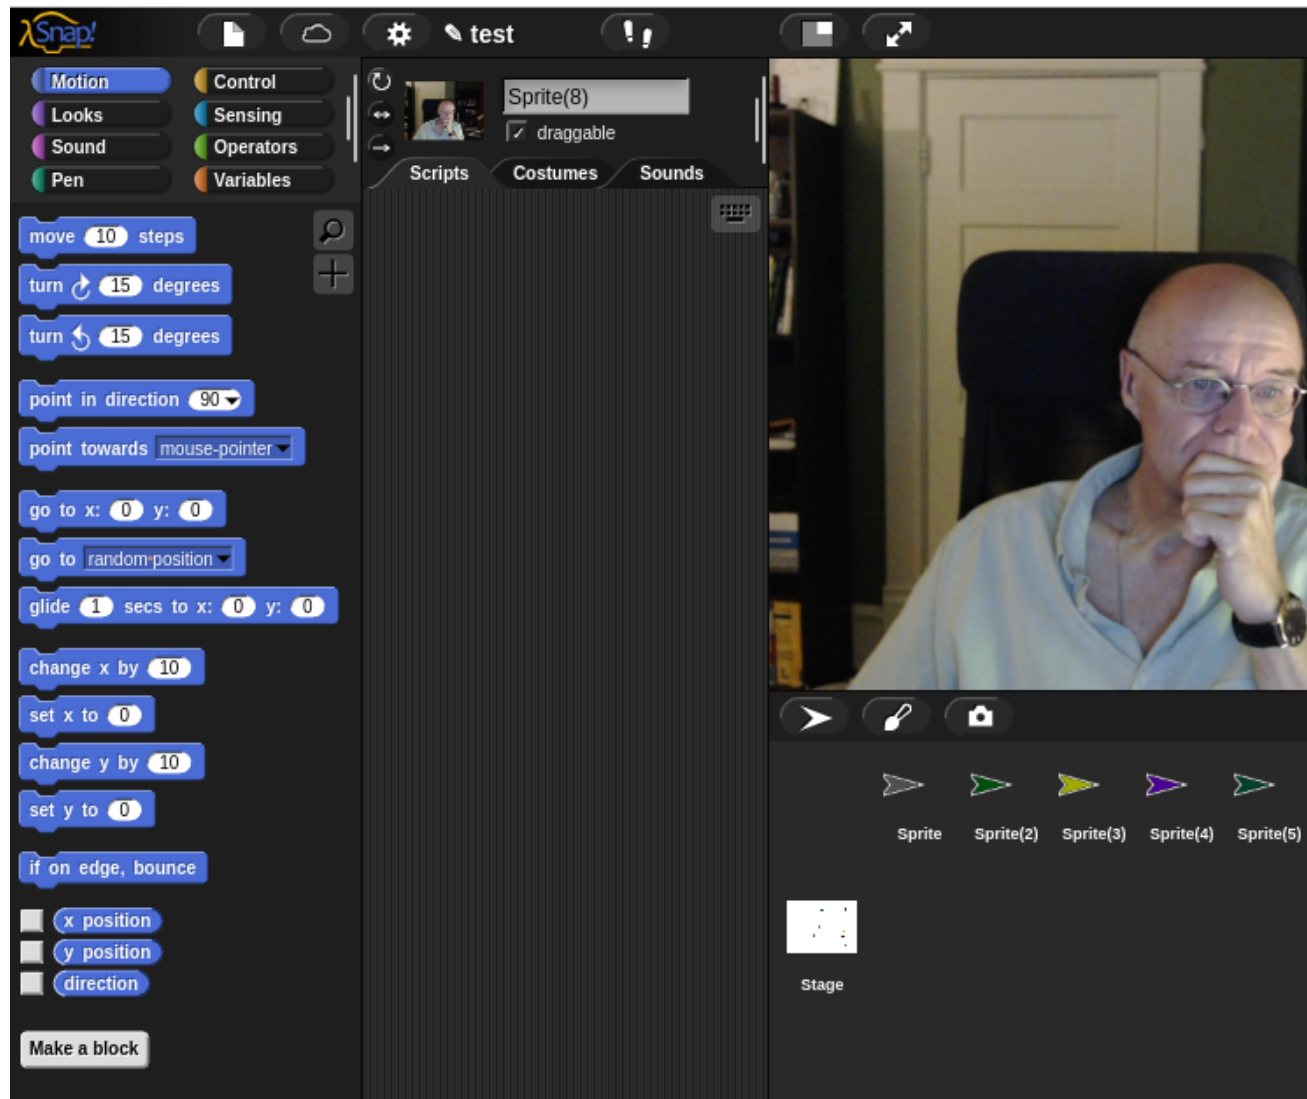 λSnap!
test
Motion
Control
Looks
Sensing
Sound
Operators
Pen
Variables
move 10 steps
turn 15 degrees
turn 15 degrees
point in direction 90
point towards mouse-pointer
go to x: 0 y: 0
go to random position
glide 1 secs to x: 0 y: 0
change x by 10
set x to 0
change y by 10
set y to 0
if on edge, bounce
x position
y position
direction
Make a block
Sprite(8)
draggable
Scripts
Costumes
Sounds
Sprite
Sprite(2)
Sprite(3)
Sprite(4)
Sprite(5)
Stage